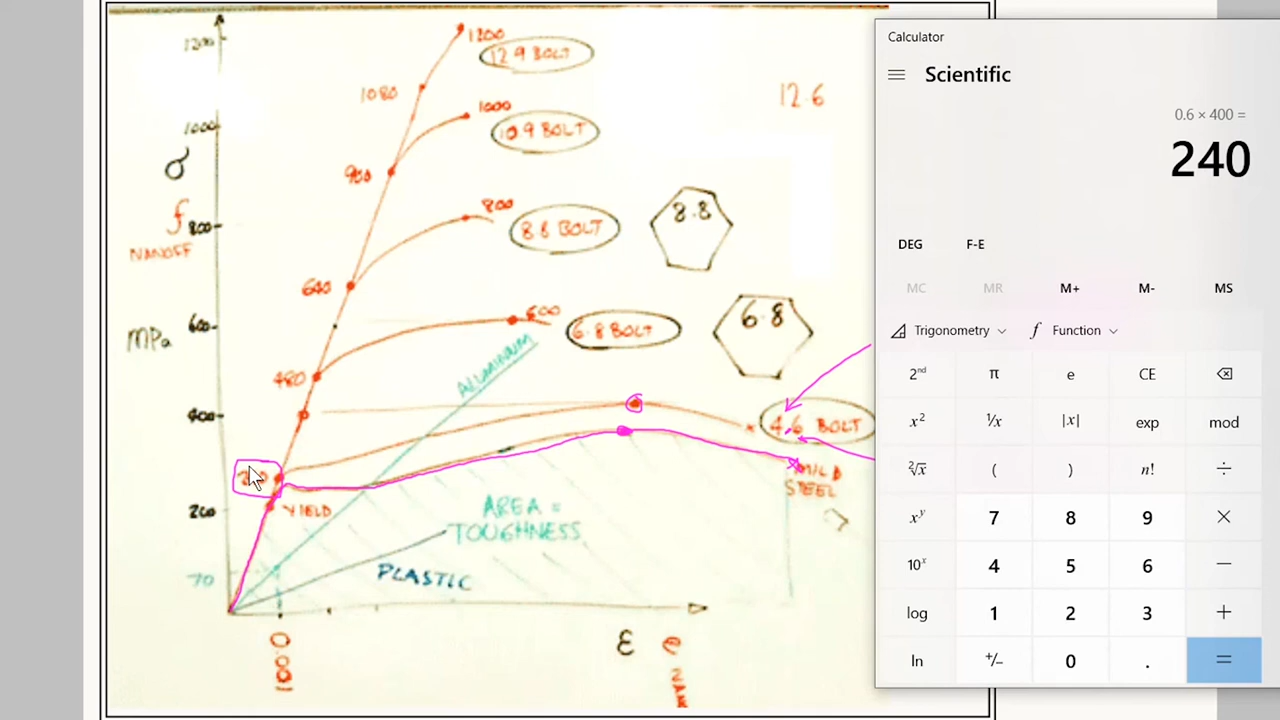 1200
1200
12.9 BOLT
1080
12.6
1000
1000
10.9 BOLT
σ
900
f
800
800
8.8 BOLT
8.8
640
MPa
600
600
6.8 BOLT
6.8
ALUMINIUM
480
400
4.6 BOLT
MILD
STEEL
200
YIELD
AREA =
TOUGHNESS
70
PLASTIC
0.001
ε
e
Calculator
Scientific
0.6 × 400 =
240
DEG F-E
MC MR M+ M- MS
Trigonometry f Function
2ⁿᵈ π e CE
x² ¹/x |x| exp mod
²√x ( ) n! ÷
xʸ 7 8 9 ×
10ˣ 4 5 6 −
log 1 2 3 +
ln +/− 0 . =